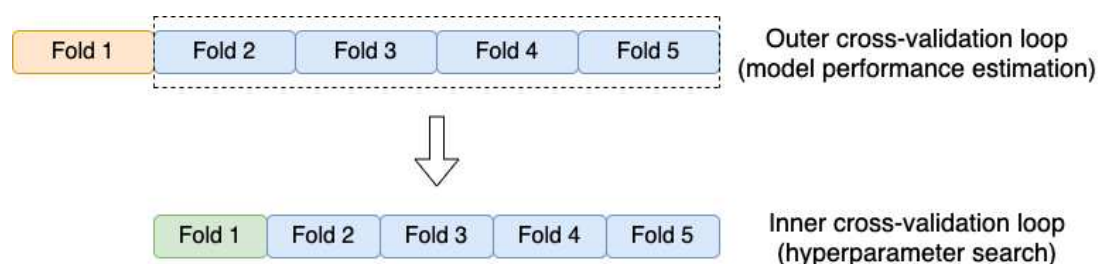 Fold 1 Fold 2 Fold 3 Fold 4 Fold 5
Outer cross-validation loop
(model performance estimation)
Fold 1 Fold 2 Fold 3 Fold 4 Fold 5
Inner cross-validation loop
(hyperparameter search)